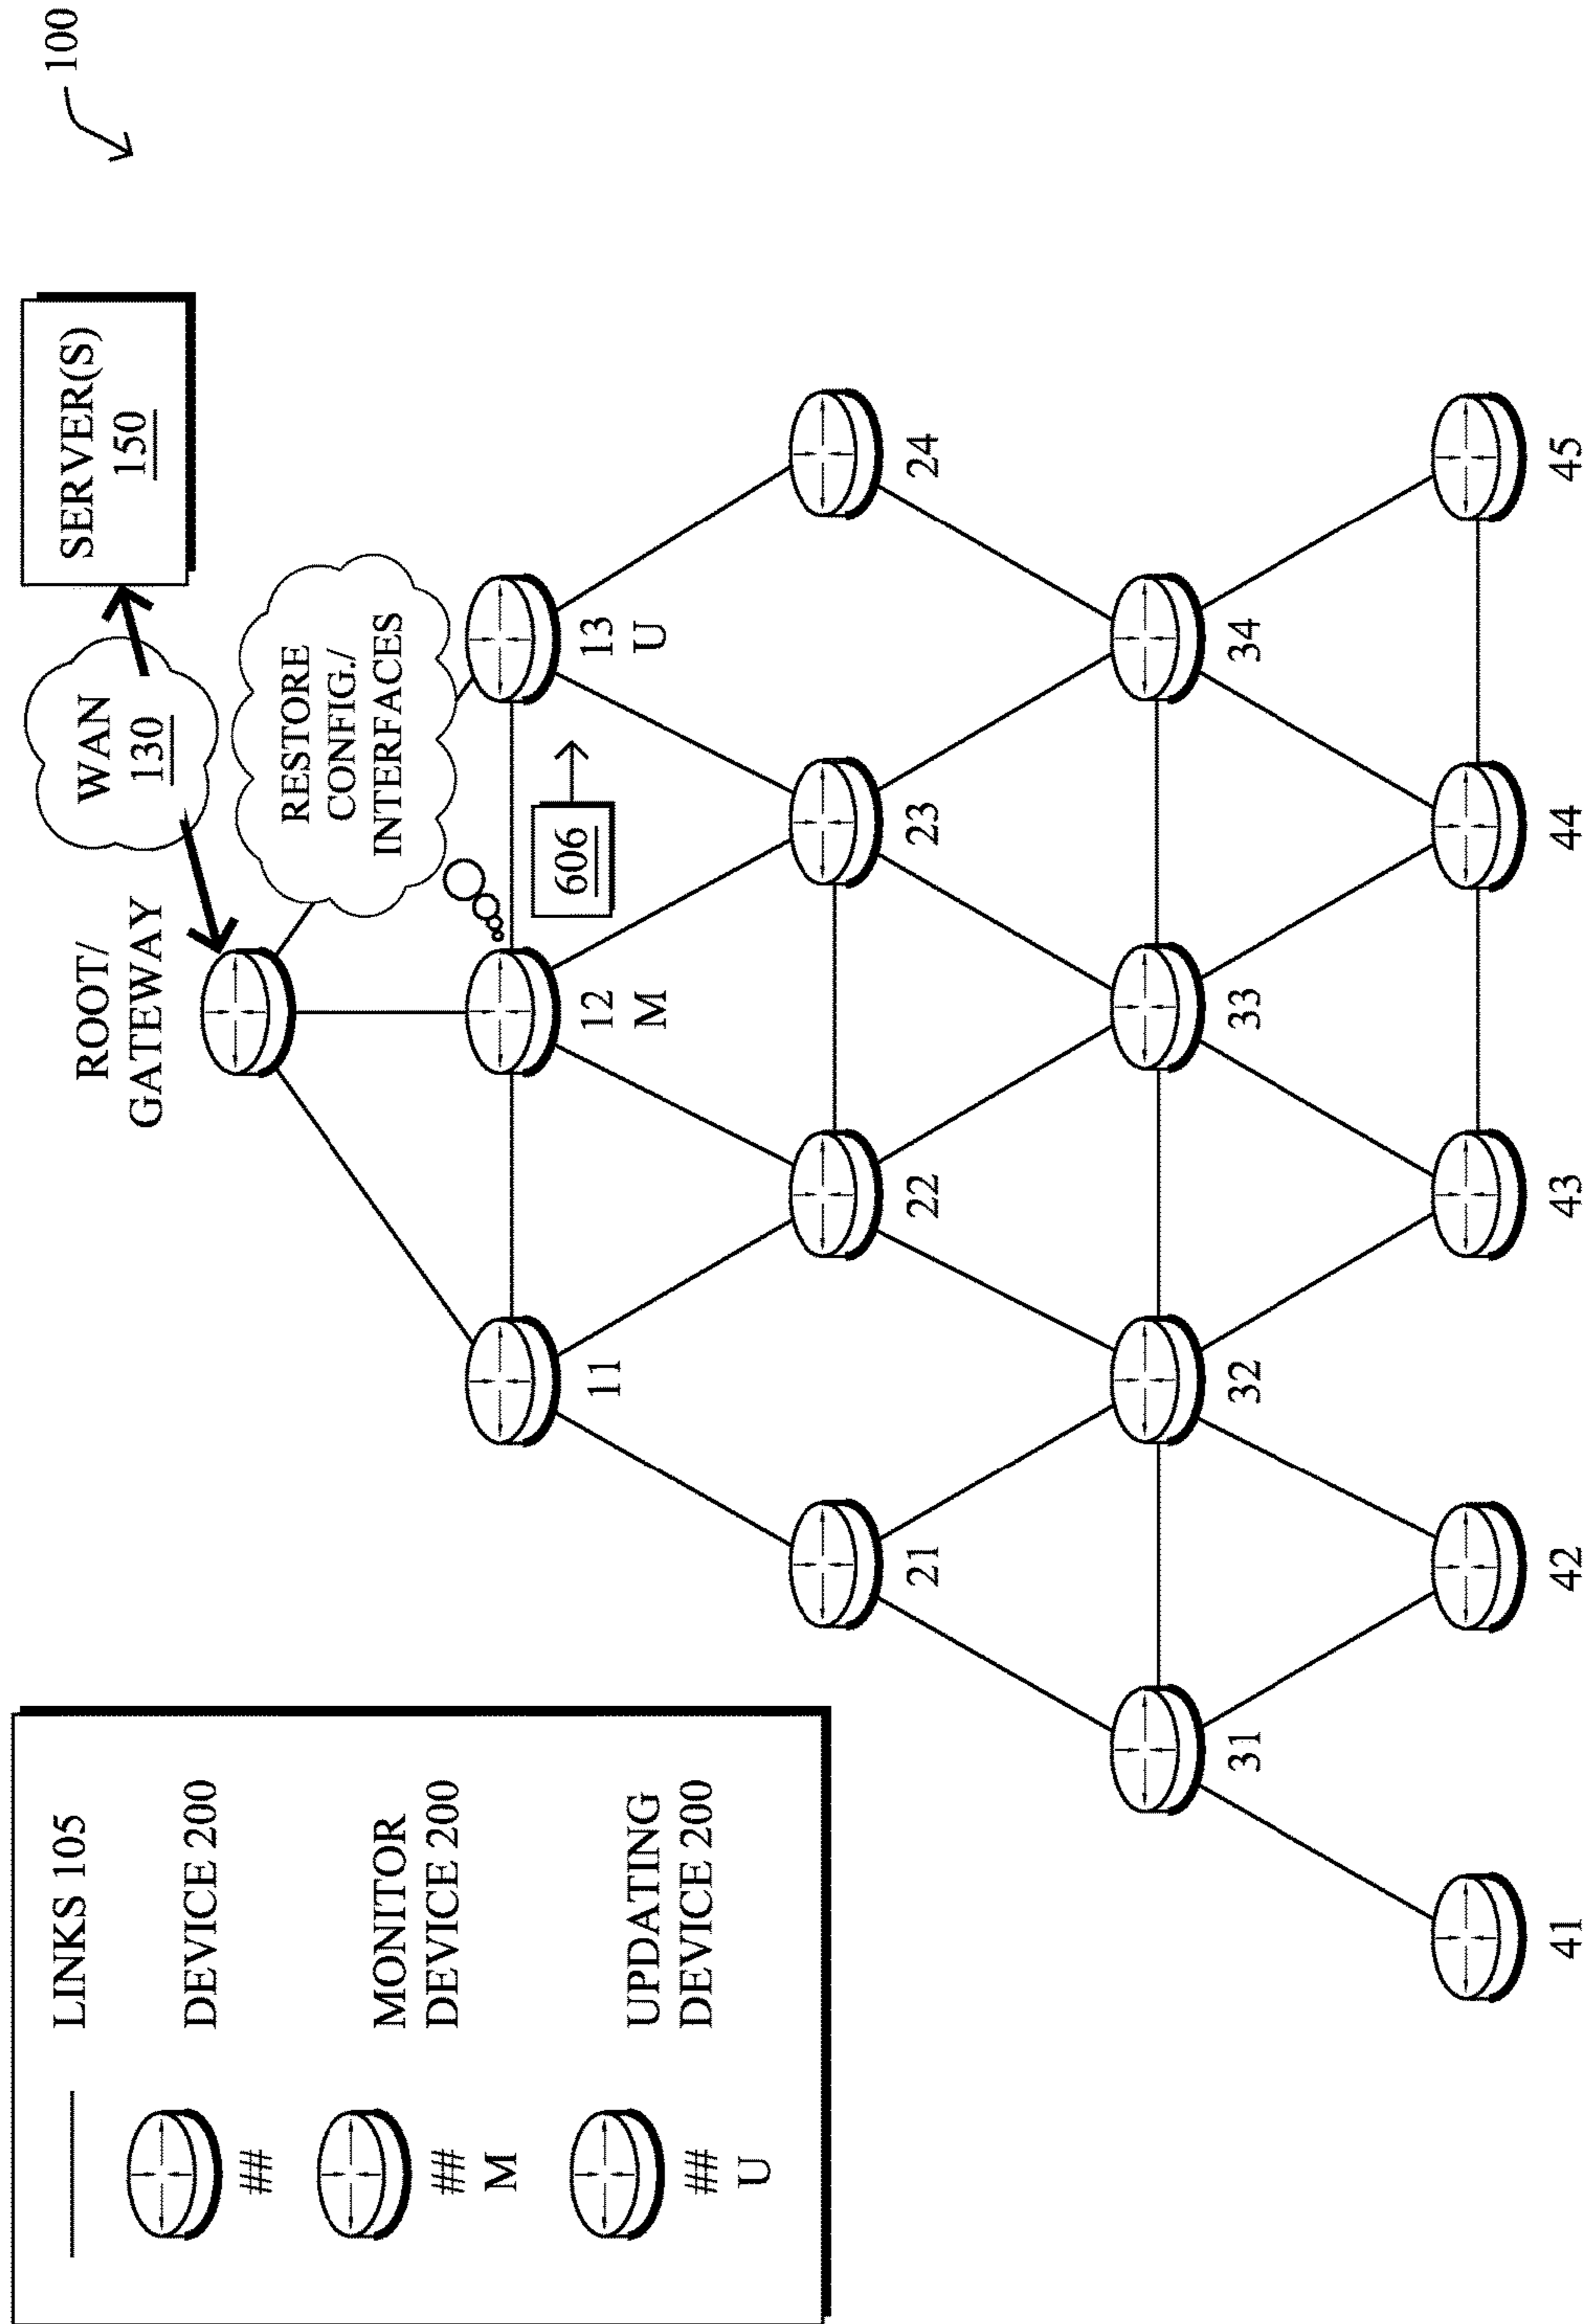 100
LINKS 105
##
DEVICE 200
##
M
MONITOR
DEVICE 200
##
U
UPDATING
DEVICE 200
SERVER(S)
150
WAN
130
ROOT/
GATEWAY
RESTORE
CONFIG./
INTERFACES
606
11
12
M
13
U
21
22
23
24
31
32
33
34
41
42
43
44
45